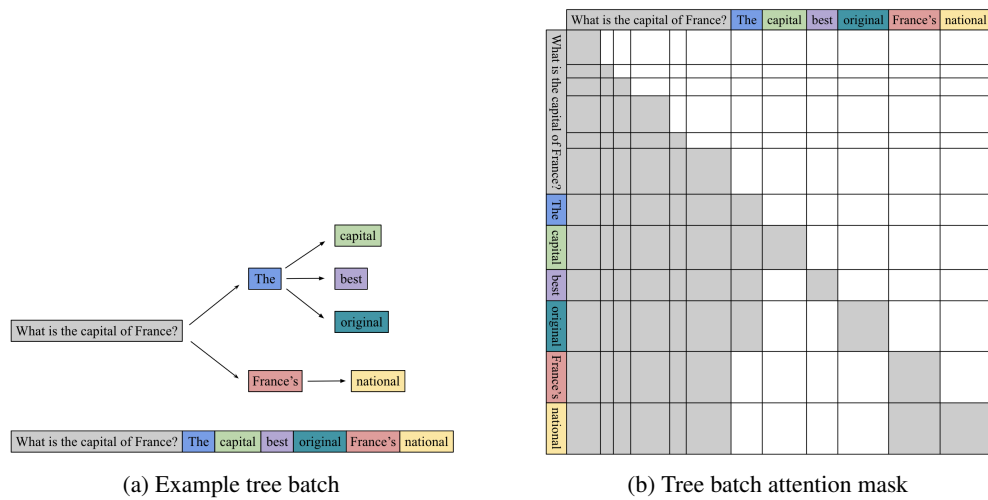 capital
The
best
original
What is the capital of France?
France's
national
What is the capital of France? The capital best original France's national
(a) Example tree batch
What is the capital of France? The capital best original France's national
What is the capital of France?
The
capital
best
original
France's
national
(b) Tree batch attention mask